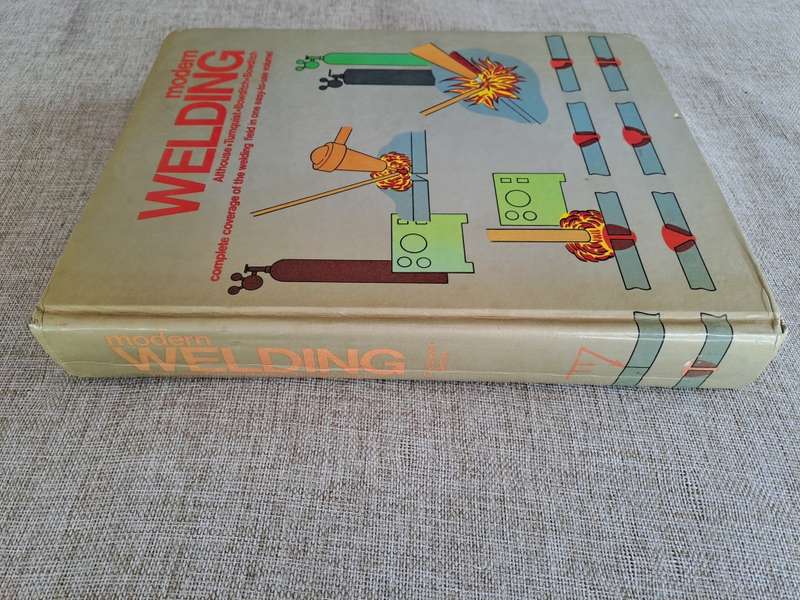 modern
WELDING
Althouse•Turnquist•Bowditch•Bowditch
complete coverage of the welding field in one easy-to-use volume!
modern
WELDING